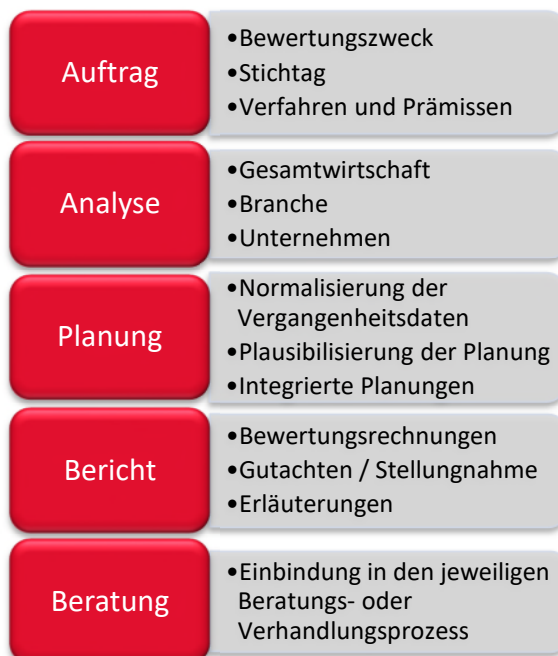 Auftrag
•Bewertungszweck
•Stichtag
•Verfahren und Prämissen
Analyse
•Gesamtwirtschaft
•Branche
•Unternehmen
Planung
•Normalisierung der
Vergangenheitsdaten
•Plausibilisierung der Planung
•Integrierte Planungen
Bericht
•Bewertungsrechnungen
•Gutachten / Stellungnahme
•Erläuterungen
Beratung
•Einbindung in den jeweiligen
Beratungs- oder
Verhandlungsprozess